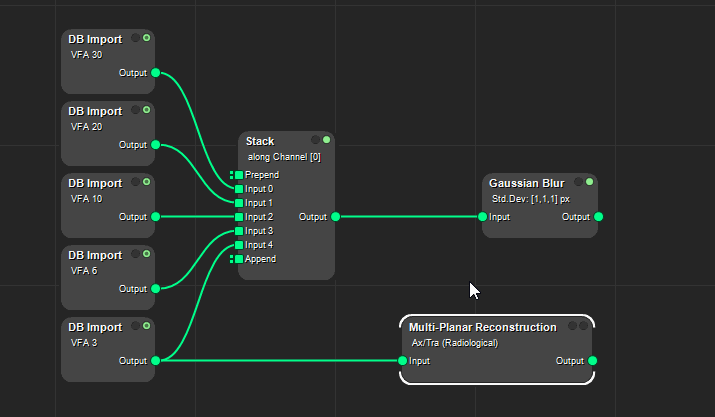 DB Import
VFA 30
Output
DB Import
VFA 20
Output
DB Import
VFA 10
Output
DB Import
VFA 6
Output
DB Import
VFA 3
Output
Stack
along Channel [0]
Prepend
Input 0
Input 1
Input 2 Output
Input 3
Input 4
Append
Gaussian Blur
Std.Dev: [1,1,1] px
Input Output
Multi-Planar Reconstruction
Ax/Tra (Radiological)
Input Output